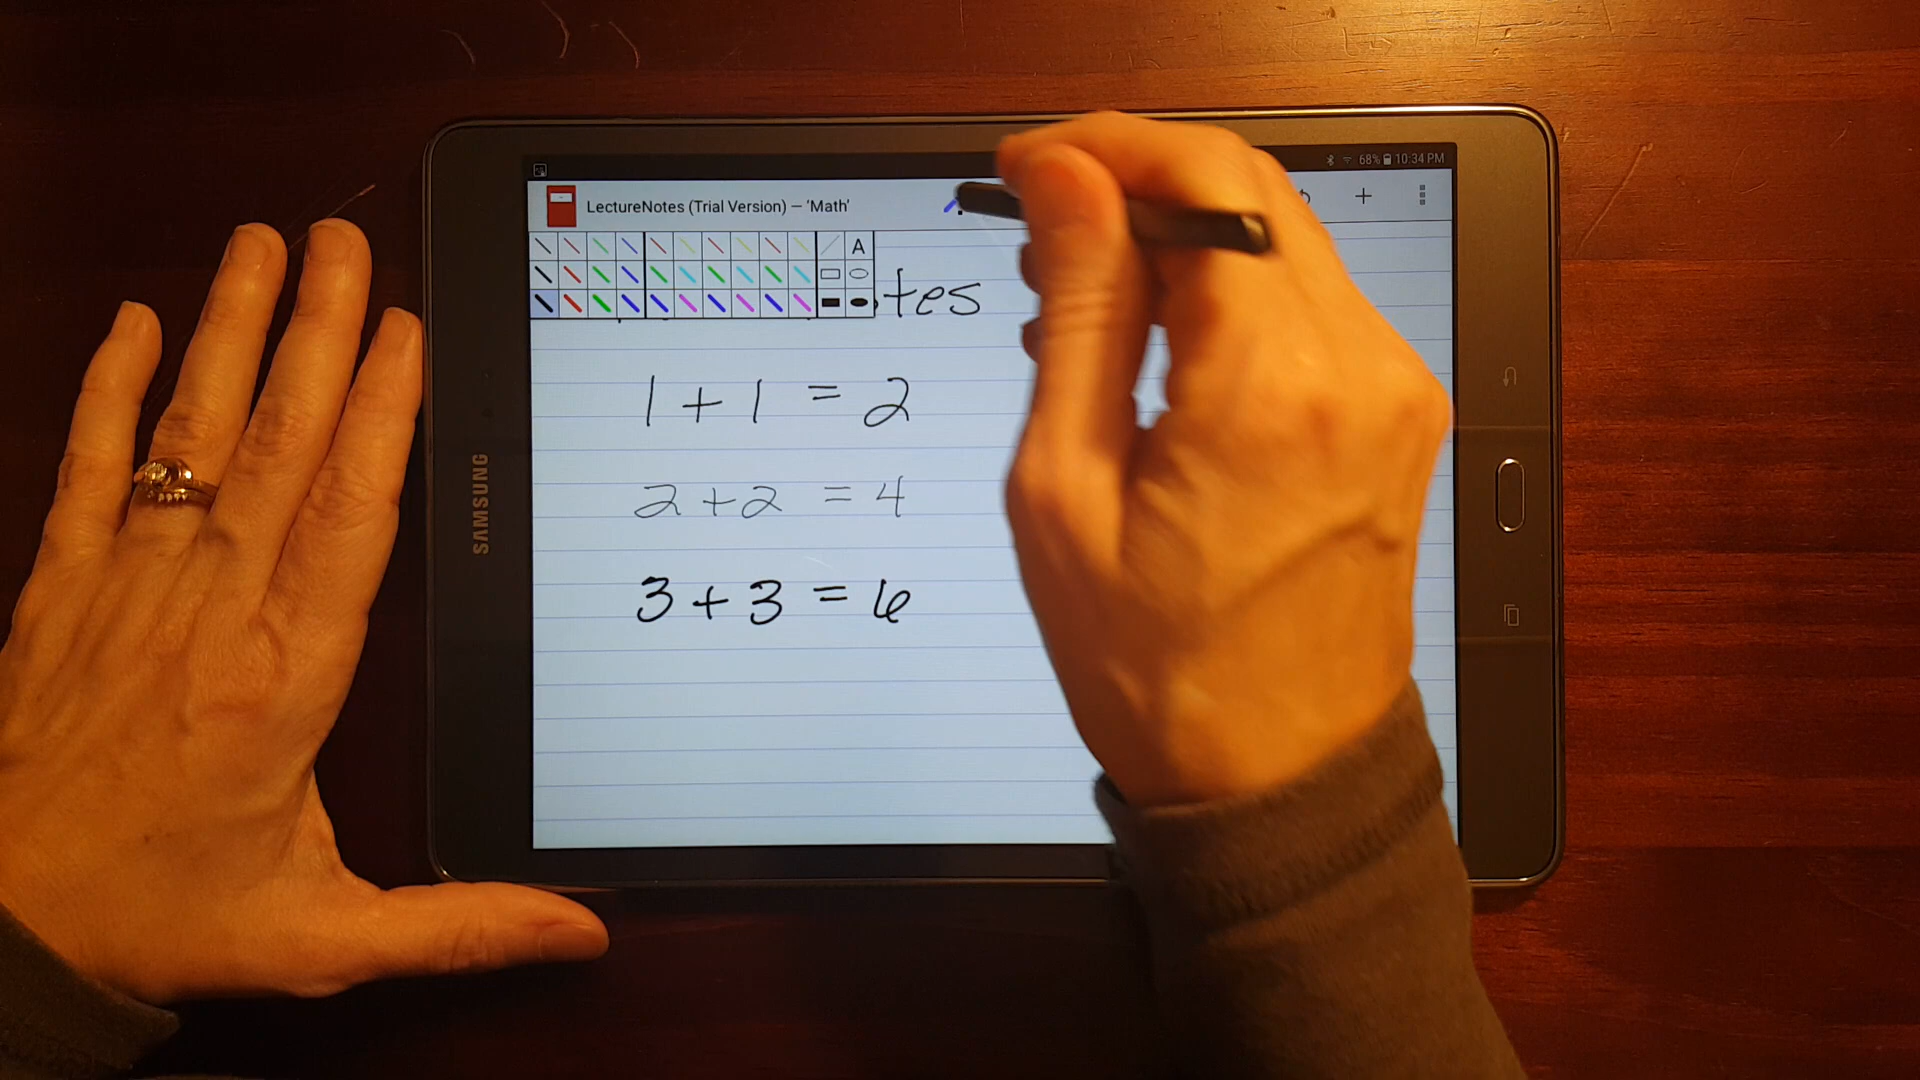 68% 10:34 PM
LectureNotes (Trial Version) – 'Math'
A
tes
1 + 1 = 2
2 + 2 = 4
3 + 3 = 6
SAMSUNG